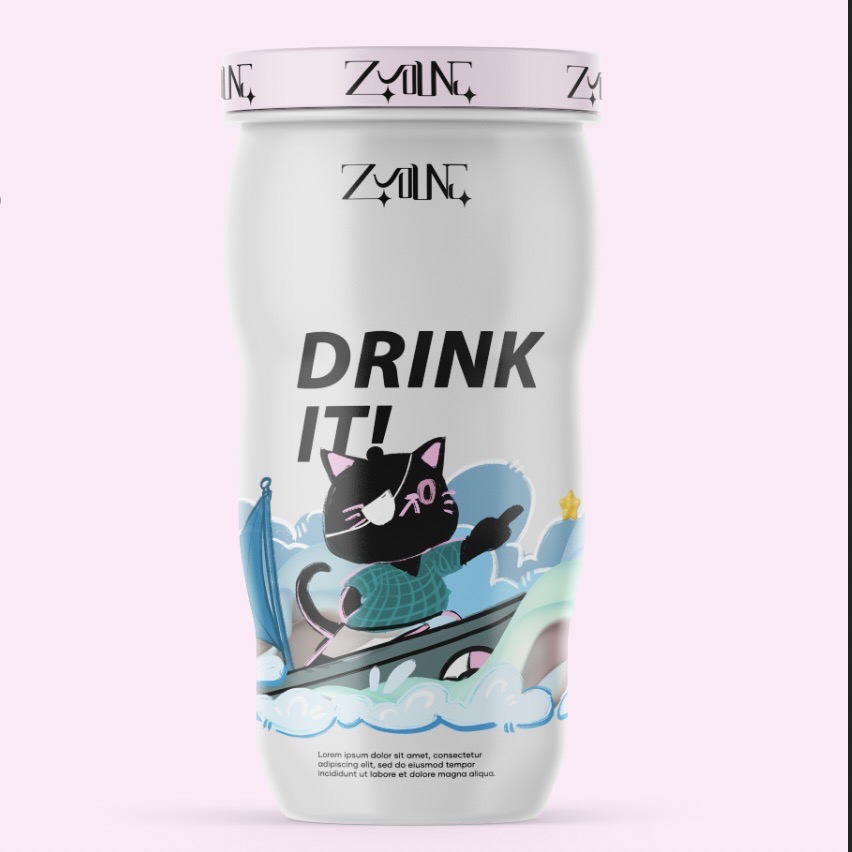 ZYOUNG
ZYOUNG
DRINK
IT!
Lorem ipsum dolor sit amet, consectetur
adipiscing elit, sed do eiusmod tempor
incididunt ut labore et dolore magna aliqua.